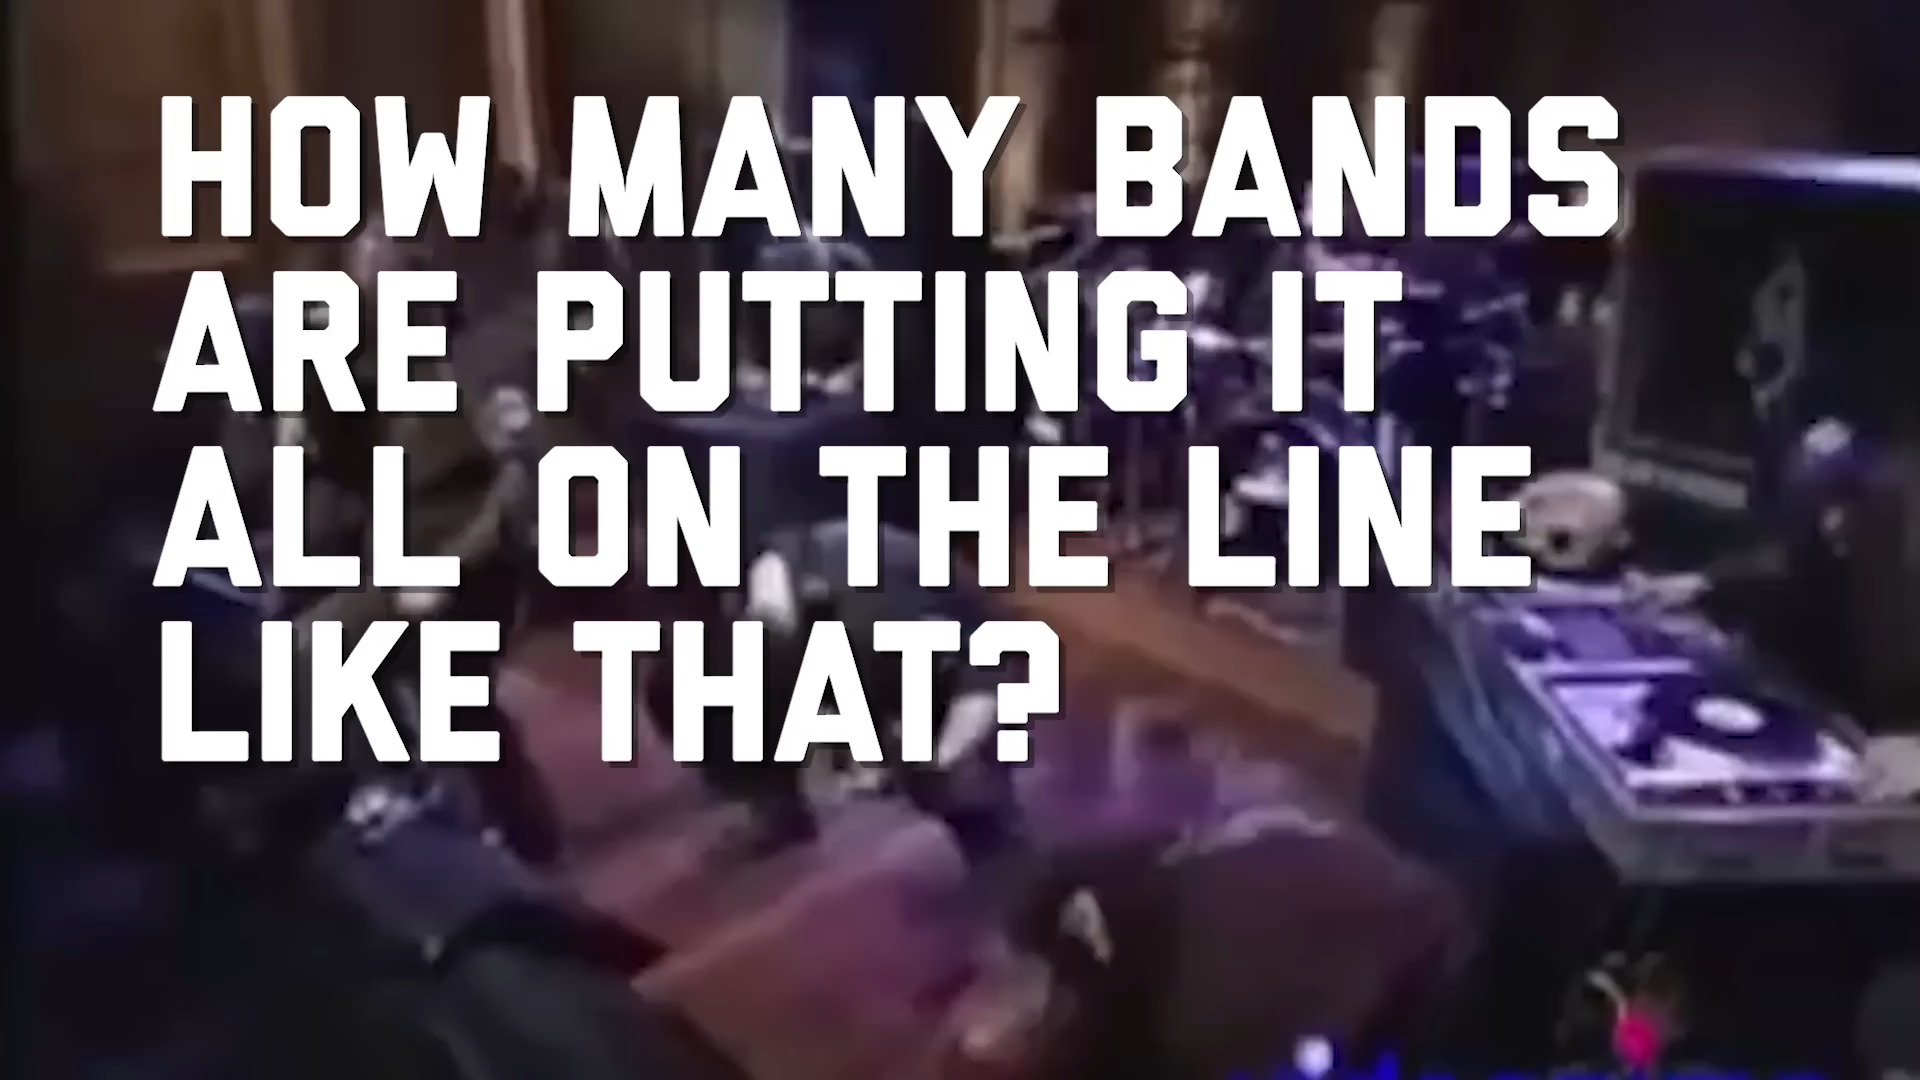 HOW MANY BANDS
ARE PUTTING IT
ALL ON THE LINE
LIKE THAT?